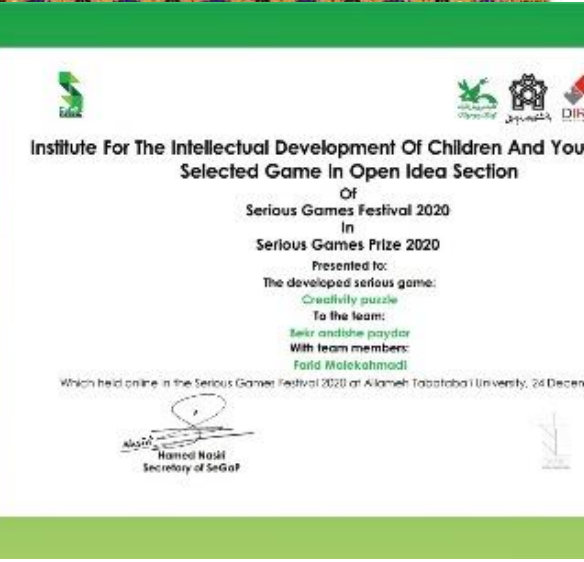 DIR
Institute For The Intellectual Development Of Children And You
Selected Game In Open Idea Section
Of
Serious Games Festival 2020
In
Serious Games Prize 2020
Presented to:
The developed serious game:
Creativity puzzle
To the team:
Bekr andishe paydar
With team members:
Farid Malekahmadi
Which held online in the Serious Games Festival 2020 at Allameh Tabataba'i University, 24 Decem
Nasiri
Hamed Nasiri
Secretary of SeGaP